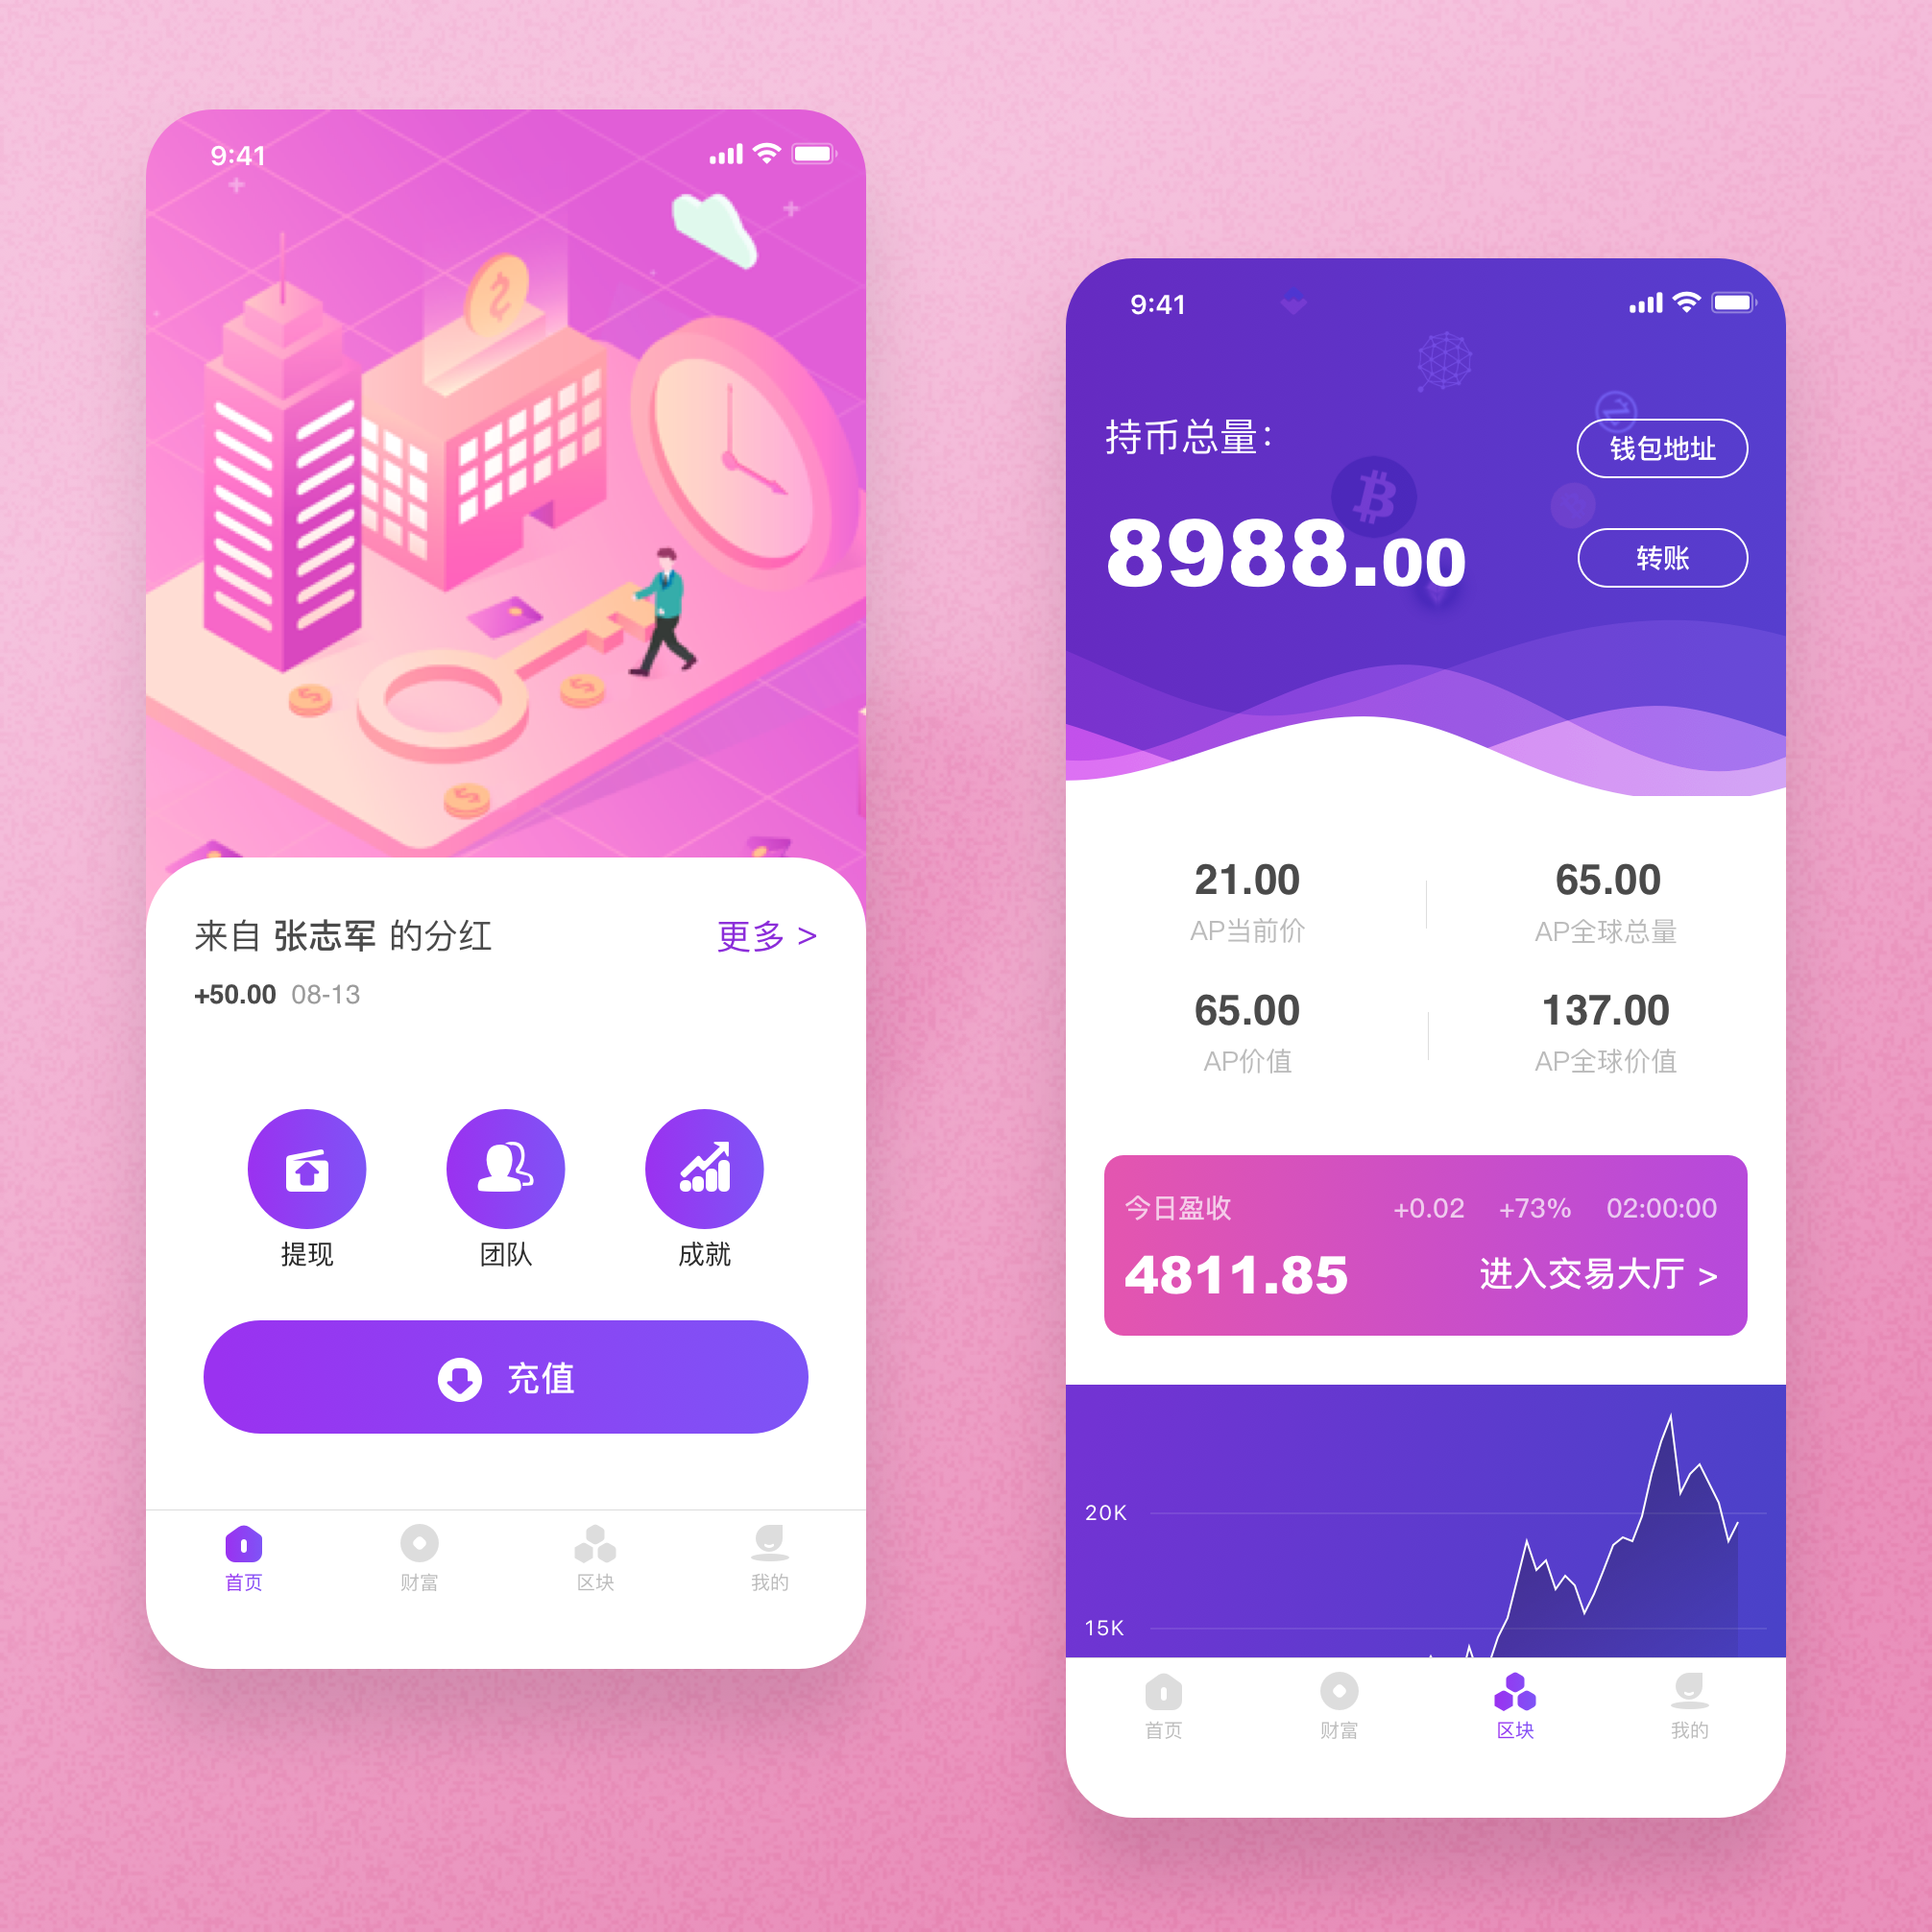 9:41
来自 张志军 的分红
更多 >
+50.00 08-13
提现
团队
成就
充值
首页
财富
区块
我的
9:41
持币总量：
钱包地址
8988.00
转账
21.00
AP当前价
65.00
AP全球总量
65.00
AP价值
137.00
AP全球价值
今日盈收
+0.02 +73% 02:00:00
4811.85
进入交易大厅 >
20K
15K
首页
财富
区块
我的